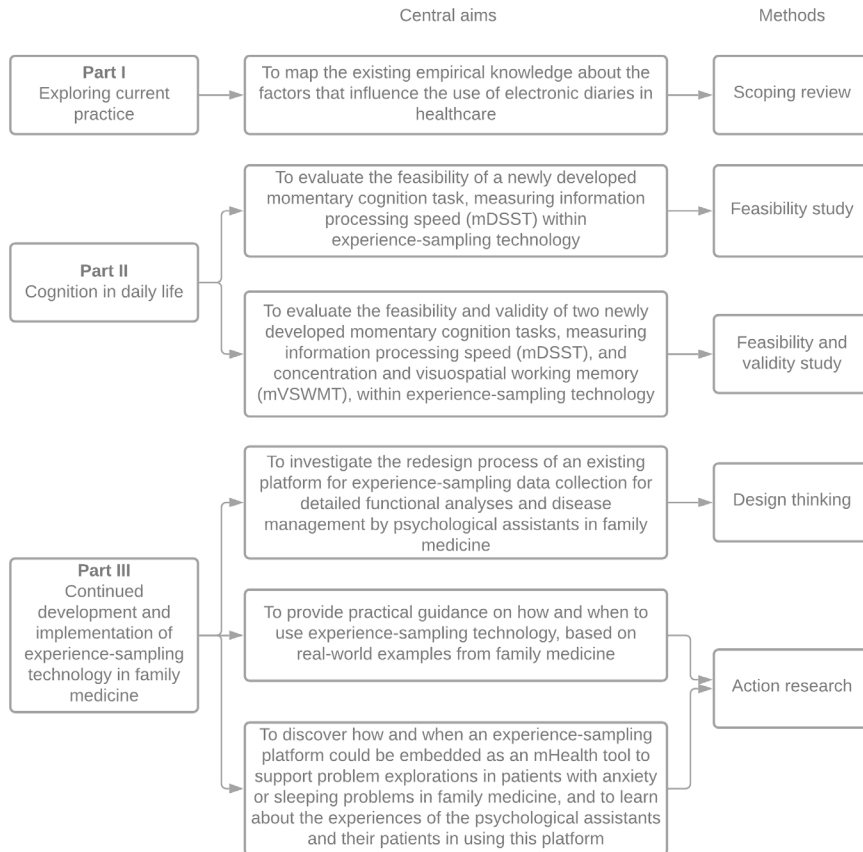 Central aims
Methods
Part I
Exploring current
practice
To map the existing empirical knowledge about the
factors that influence the use of electronic diaries in
healthcare
Scoping review
Part II
Cognition in daily life
To evaluate the feasibility of a newly developed
momentary cognition task, measuring information
processing speed (mDSST) within
experience-sampling technology
Feasibility study
To evaluate the feasibility and validity of two newly
developed momentary cognition tasks, measuring
information processing speed (mDSST), and
concentration and visuospatial working memory
(mVSWMT), within experience-sampling technology
Feasibility and
validity study
Part III
Continued
development and
implementation of
experience-sampling
technology in family
medicine
To investigate the redesign process of an existing
platform for experience-sampling data collection for
detailed functional analyses and disease
management by psychological assistants in family
medicine
Design thinking
To provide practical guidance on how and when to
use experience-sampling technology, based on
real-world examples from family medicine
To discover how and when an experience-sampling
platform could be embedded as an mHealth tool to
support problem explorations in patients with anxiety
or sleeping problems in family medicine, and to learn
about the experiences of the psychological assistants
and their patients in using this platform
Action research